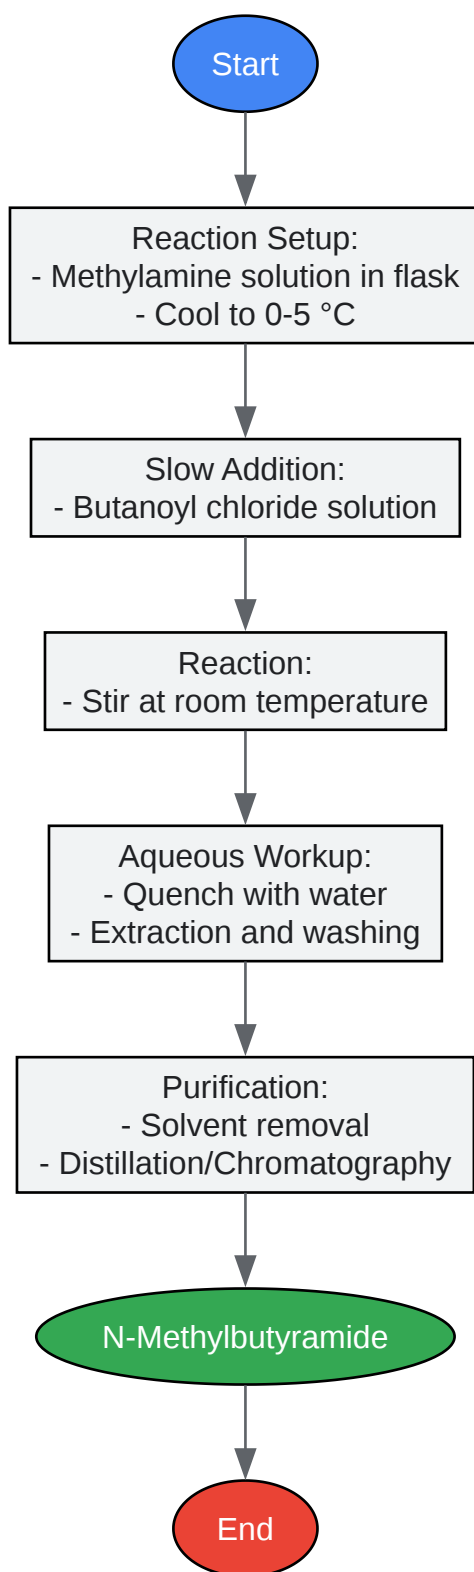 Start
Reaction Setup:
- Methylamine solution in flask
- Cool to 0-5 °C
Slow Addition:
- Butanoyl chloride solution
Reaction:
- Stir at room temperature
Aqueous Workup:
- Quench with water
- Extraction and washing
Purification:
- Solvent removal
- Distillation/Chromatography
N-Methylbutyramide
End